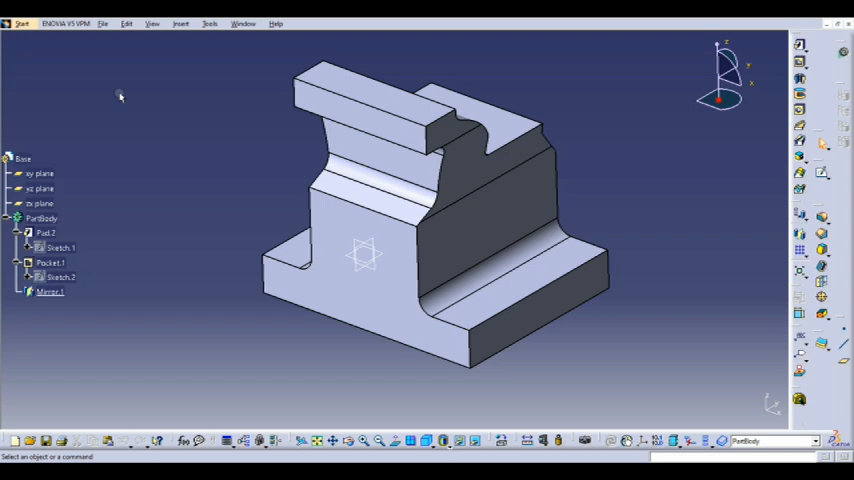 Start ENOVIA V5 VPM File Edit View Insert Tools Window Help
z
y
x
Base
xy plane
yz plane
zx plane
PartBody
Pad.2
Sketch.1
Pocket.1
Sketch.2
Mirror.1
PartBody
Select an object or a command